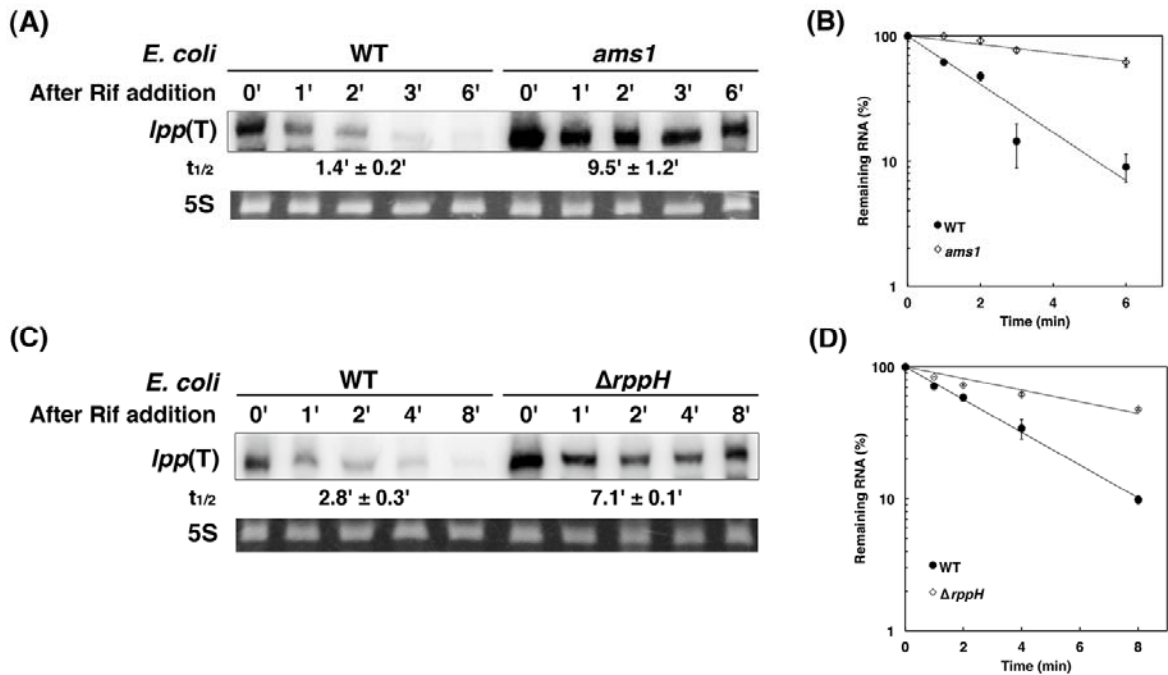 (A)
E. coli WT ams1
After Rif addition 0' 1' 2' 3' 6' 0' 1' 2' 3' 6'
lpp(T)
t1/2 1.4' ± 0.2' 9.5' ± 1.2'
5S
(B)
Remaining RNA (%)
100
10
1
WT
ams1
0 2 4 6
Time (min)
(C)
E. coli WT ΔrppH
After Rif addition 0' 1' 2' 4' 8' 0' 1' 2' 4' 8'
lpp(T)
t1/2 2.8' ± 0.3' 7.1' ± 0.1'
5S
(D)
Remaining RNA (%)
100
10
1
WT
ΔrppH
0 2 4 6 8
Time (min)